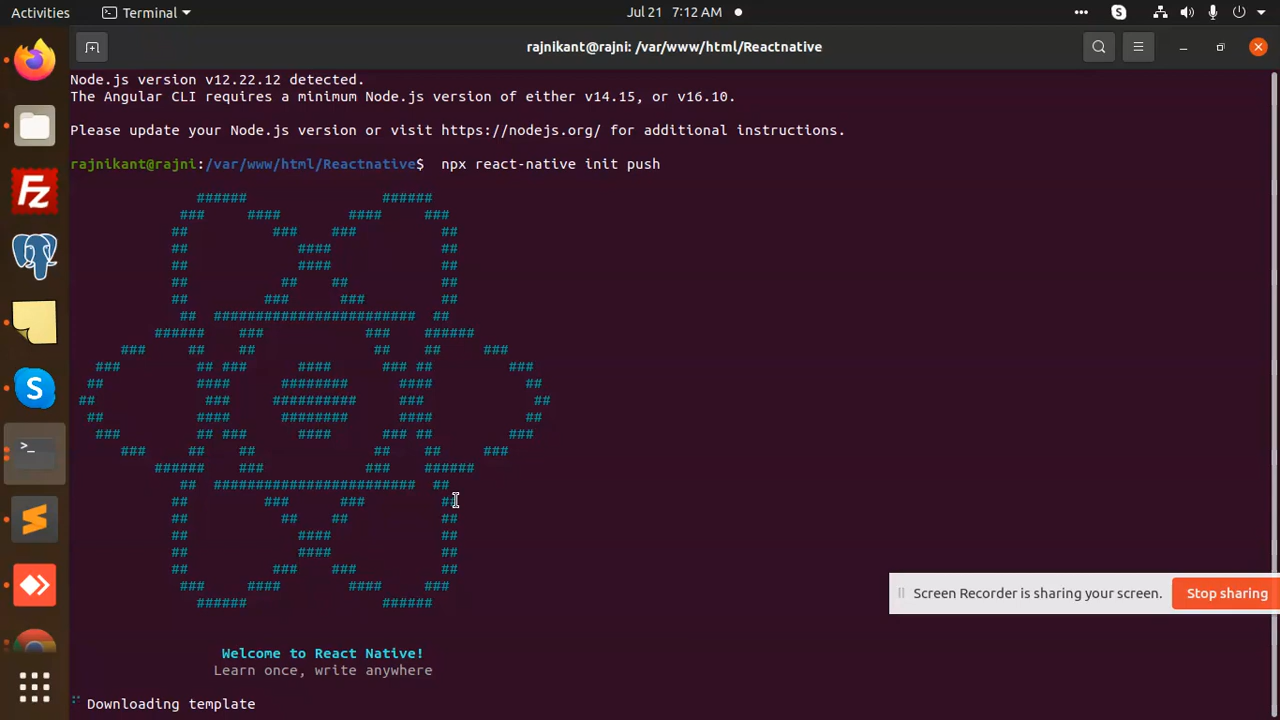 Activities
Terminal
Jul 21 7:12 AM
rajnikant@rajni: /var/www/html/Reactnative
Node.js version v12.22.12 detected.
The Angular CLI requires a minimum Node.js version of either v14.15, or v16.10.
Please update your Node.js version or visit https://nodejs.org/ for additional instructions.
rajnikant@rajni:/var/www/html/Reactnative$  npx react-native init push
               ######                ######
             ###     ####        ####     ###
            ##          ###    ###          ##
            ##             ####             ##
            ##             ####             ##
            ##           ##    ##           ##
            ##         ###      ###         ##
             ##  ########################  ##
          ######    ###            ###    ######
      ###     ##    ##              ##    ##     ###
   ###         ## ###      ####      ### ##         ###
  ##           ####      ########      ####           ##
 ##             ###     ##########     ###             ##
  ##           ####      ########      ####           ##
   ###         ## ###      ####      ### ##         ###
      ###     ##    ##              ##    ##     ###
          ######    ###            ###    ######
             ##  ########################  ##
            ##         ###      ###         ##
            ##           ##    ##           ##
            ##             ####             ##
            ##             ####             ##
            ##          ###    ###          ##
             ###     ####        ####     ###
               ######                ######
Screen Recorder is sharing your screen.
Stop sharing
Welcome to React Native!
Learn once, write anywhere
Downloading template